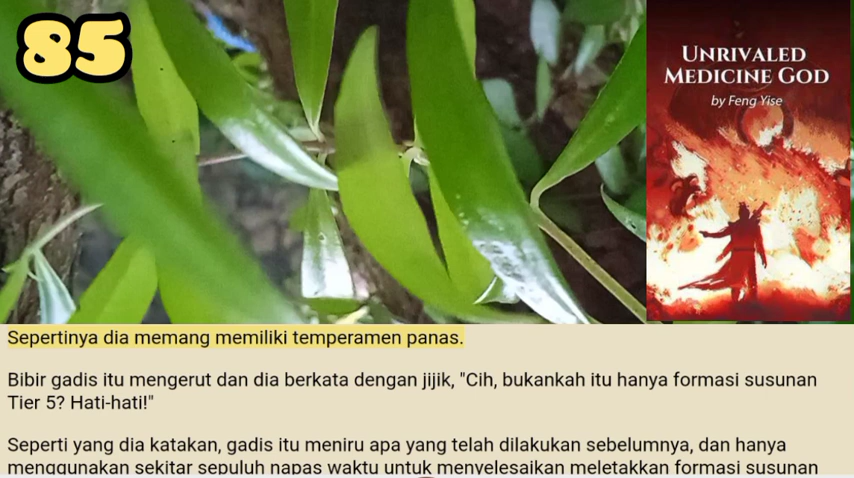 85
UNRIVALED
MEDICINE GOD
by Feng Yise
Sepertinya dia memang memiliki temperamen panas.
Bibir gadis itu mengerut dan dia berkata dengan jijik, "Cih, bukankah itu hanya formasi susunan
Tier 5? Hati-hati!"
Seperti yang dia katakan, gadis itu meniru apa yang telah dilakukan sebelumnya, dan hanya
menggunakan sekitar sepuluh napas waktu untuk menyelesaikan meletakkan formasi susunan